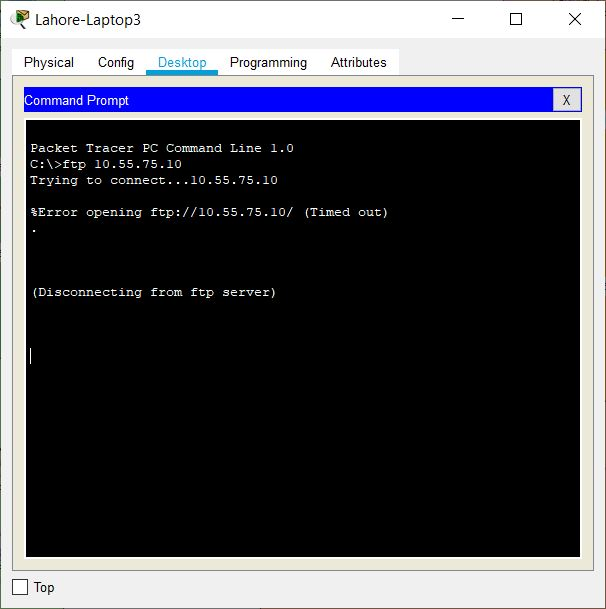 Lahore-Laptop3
Physical Config Desktop Programming Attributes
Command Prompt X
Packet Tracer PC Command Line 1.0
C:\>ftp 10.55.75.10
Trying to connect...10.55.75.10
%Error opening ftp://10.55.75.10/ (Timed out)
.
(Disconnecting from ftp server)
Top